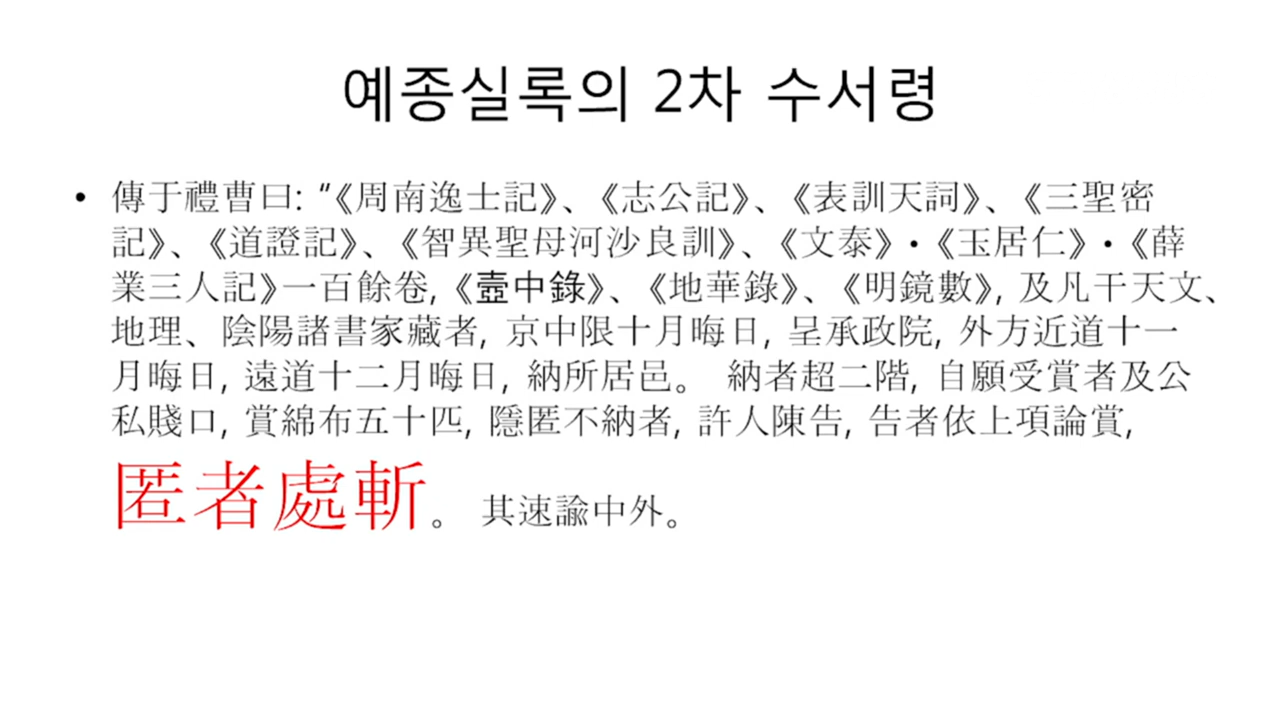 예종실록의 2차 수서령
• 傳于禮曹曰: “《周南逸士記》、《志公記》、《表訓天詞》、《三聖密
記》、《道證記》、《智異聖母河沙良訓》、《文泰》•《玉居仁》•《薛
業三人記》一百餘卷, 《壼中錄》、《地華錄》、《明鏡數》, 及凡干天文、
地理、陰陽諸書家藏者, 京中限十月晦日, 呈承政院, 外方近道十一
月晦日, 遠道十二月晦日, 納所居邑。 納者超二階, 自願受賞者及公
私賤口, 賞綿布五十匹, 隱匿不納者, 許人陳告, 告者依上項論賞,
匿者處斬。 其速諭中外。